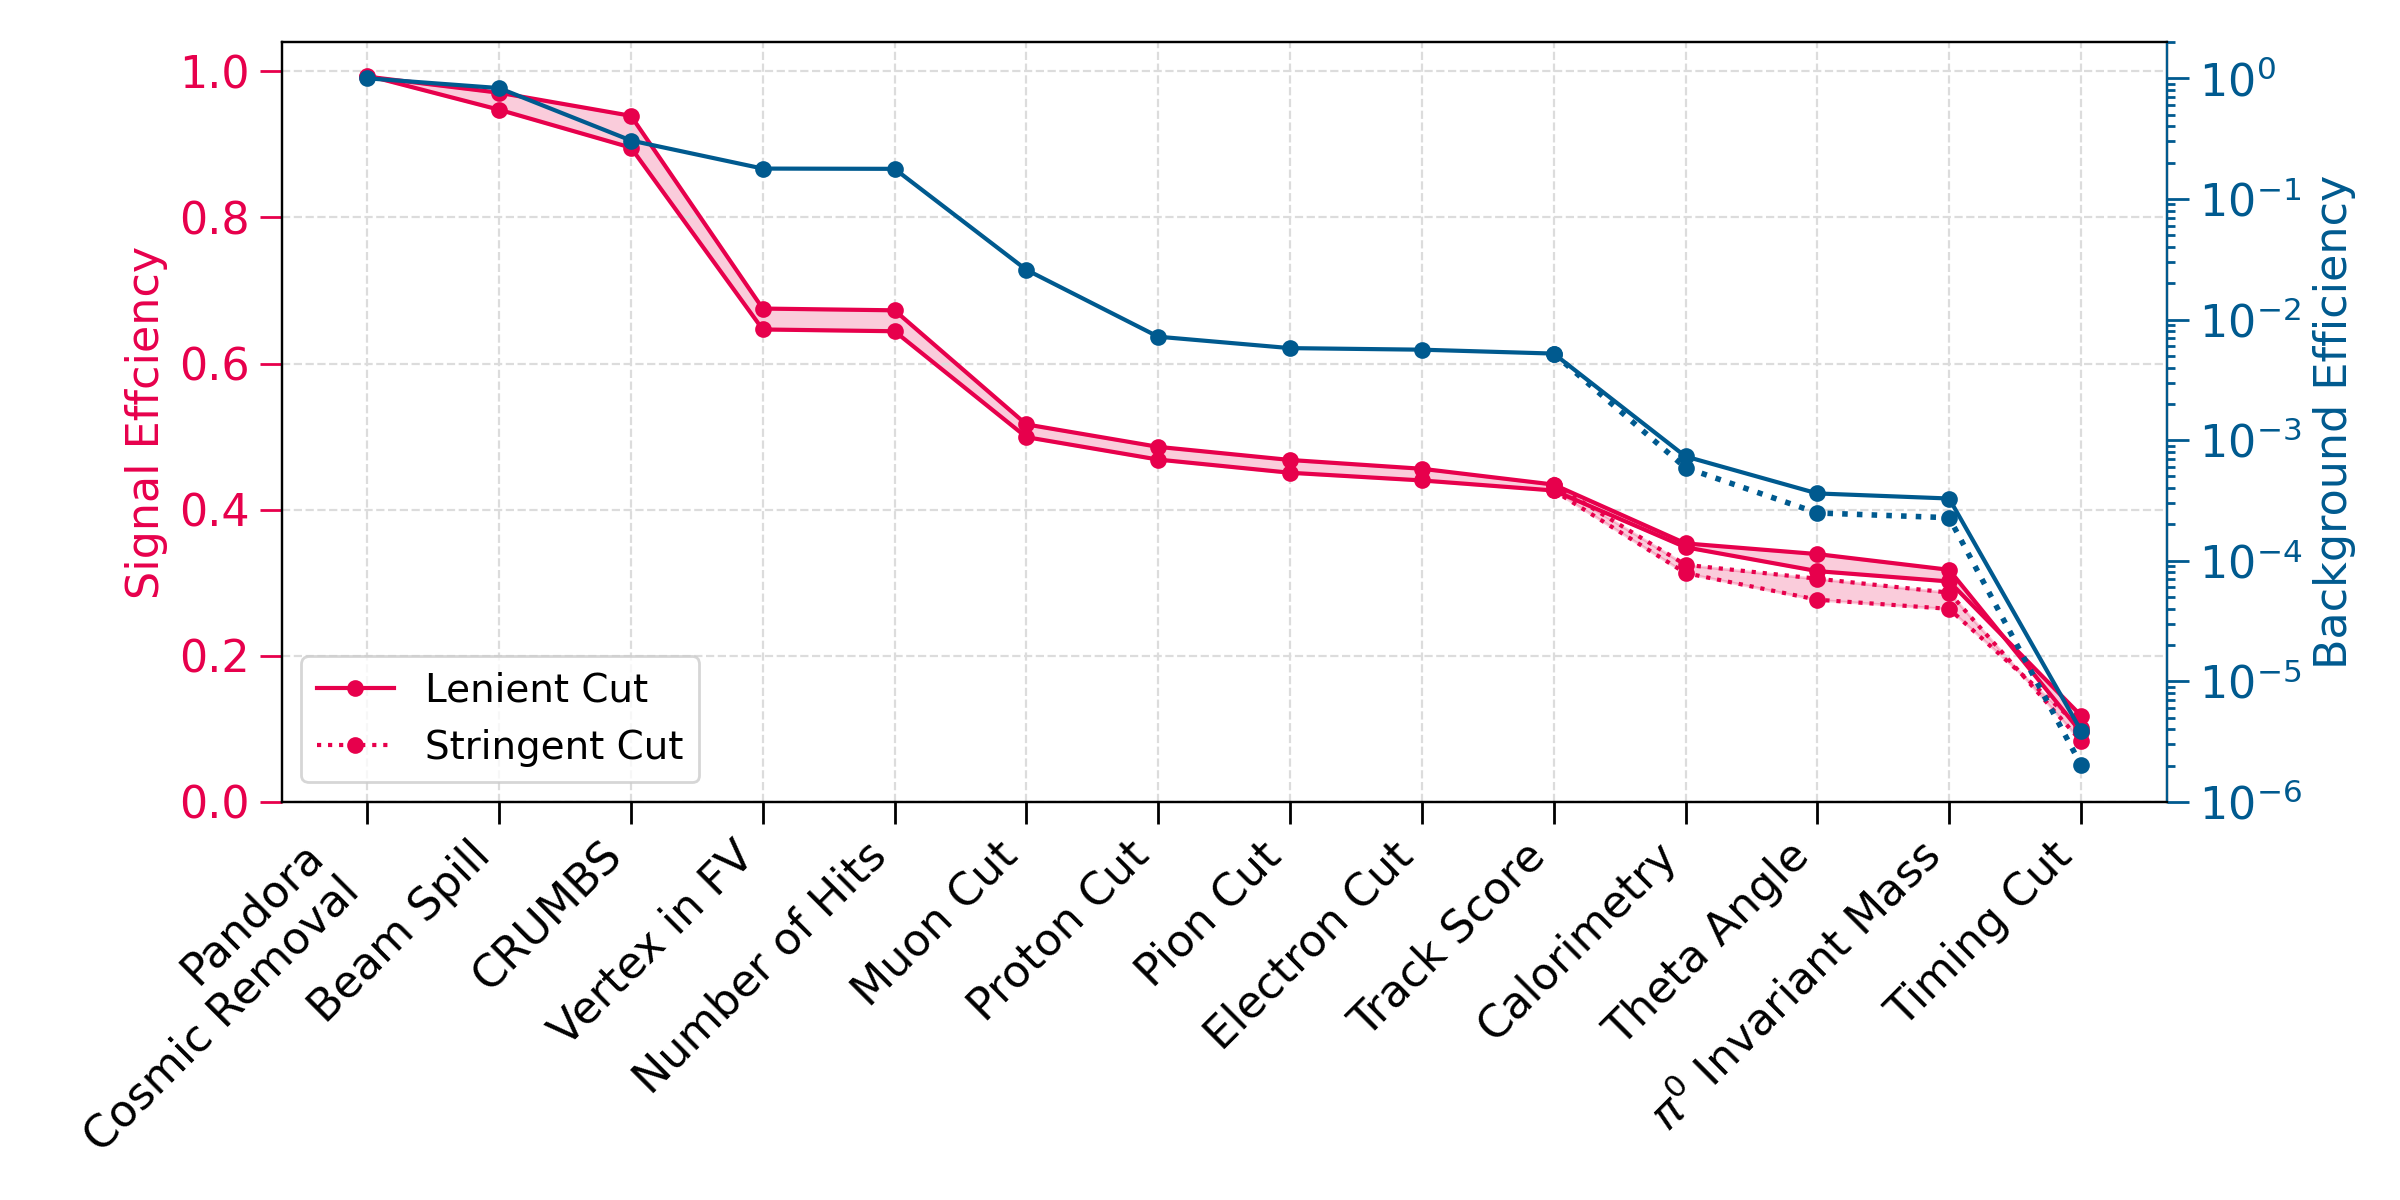 1.0
0.8
0.6
0.4
0.2
0.0
Signal Effciency
10⁰
10⁻¹
10⁻²
10⁻³
10⁻⁴
10⁻⁵
10⁻⁶
Background Efficiency
Lenient Cut
Stringent Cut
Pandora
Cosmic Removal
Beam Spill
CRUMBS
Vertex in FV
Number of Hits
Muon Cut
Proton Cut
Pion Cut
Electron Cut
Track Score
Calorimetry
Theta Angle
π⁰ Invariant Mass
Timing Cut